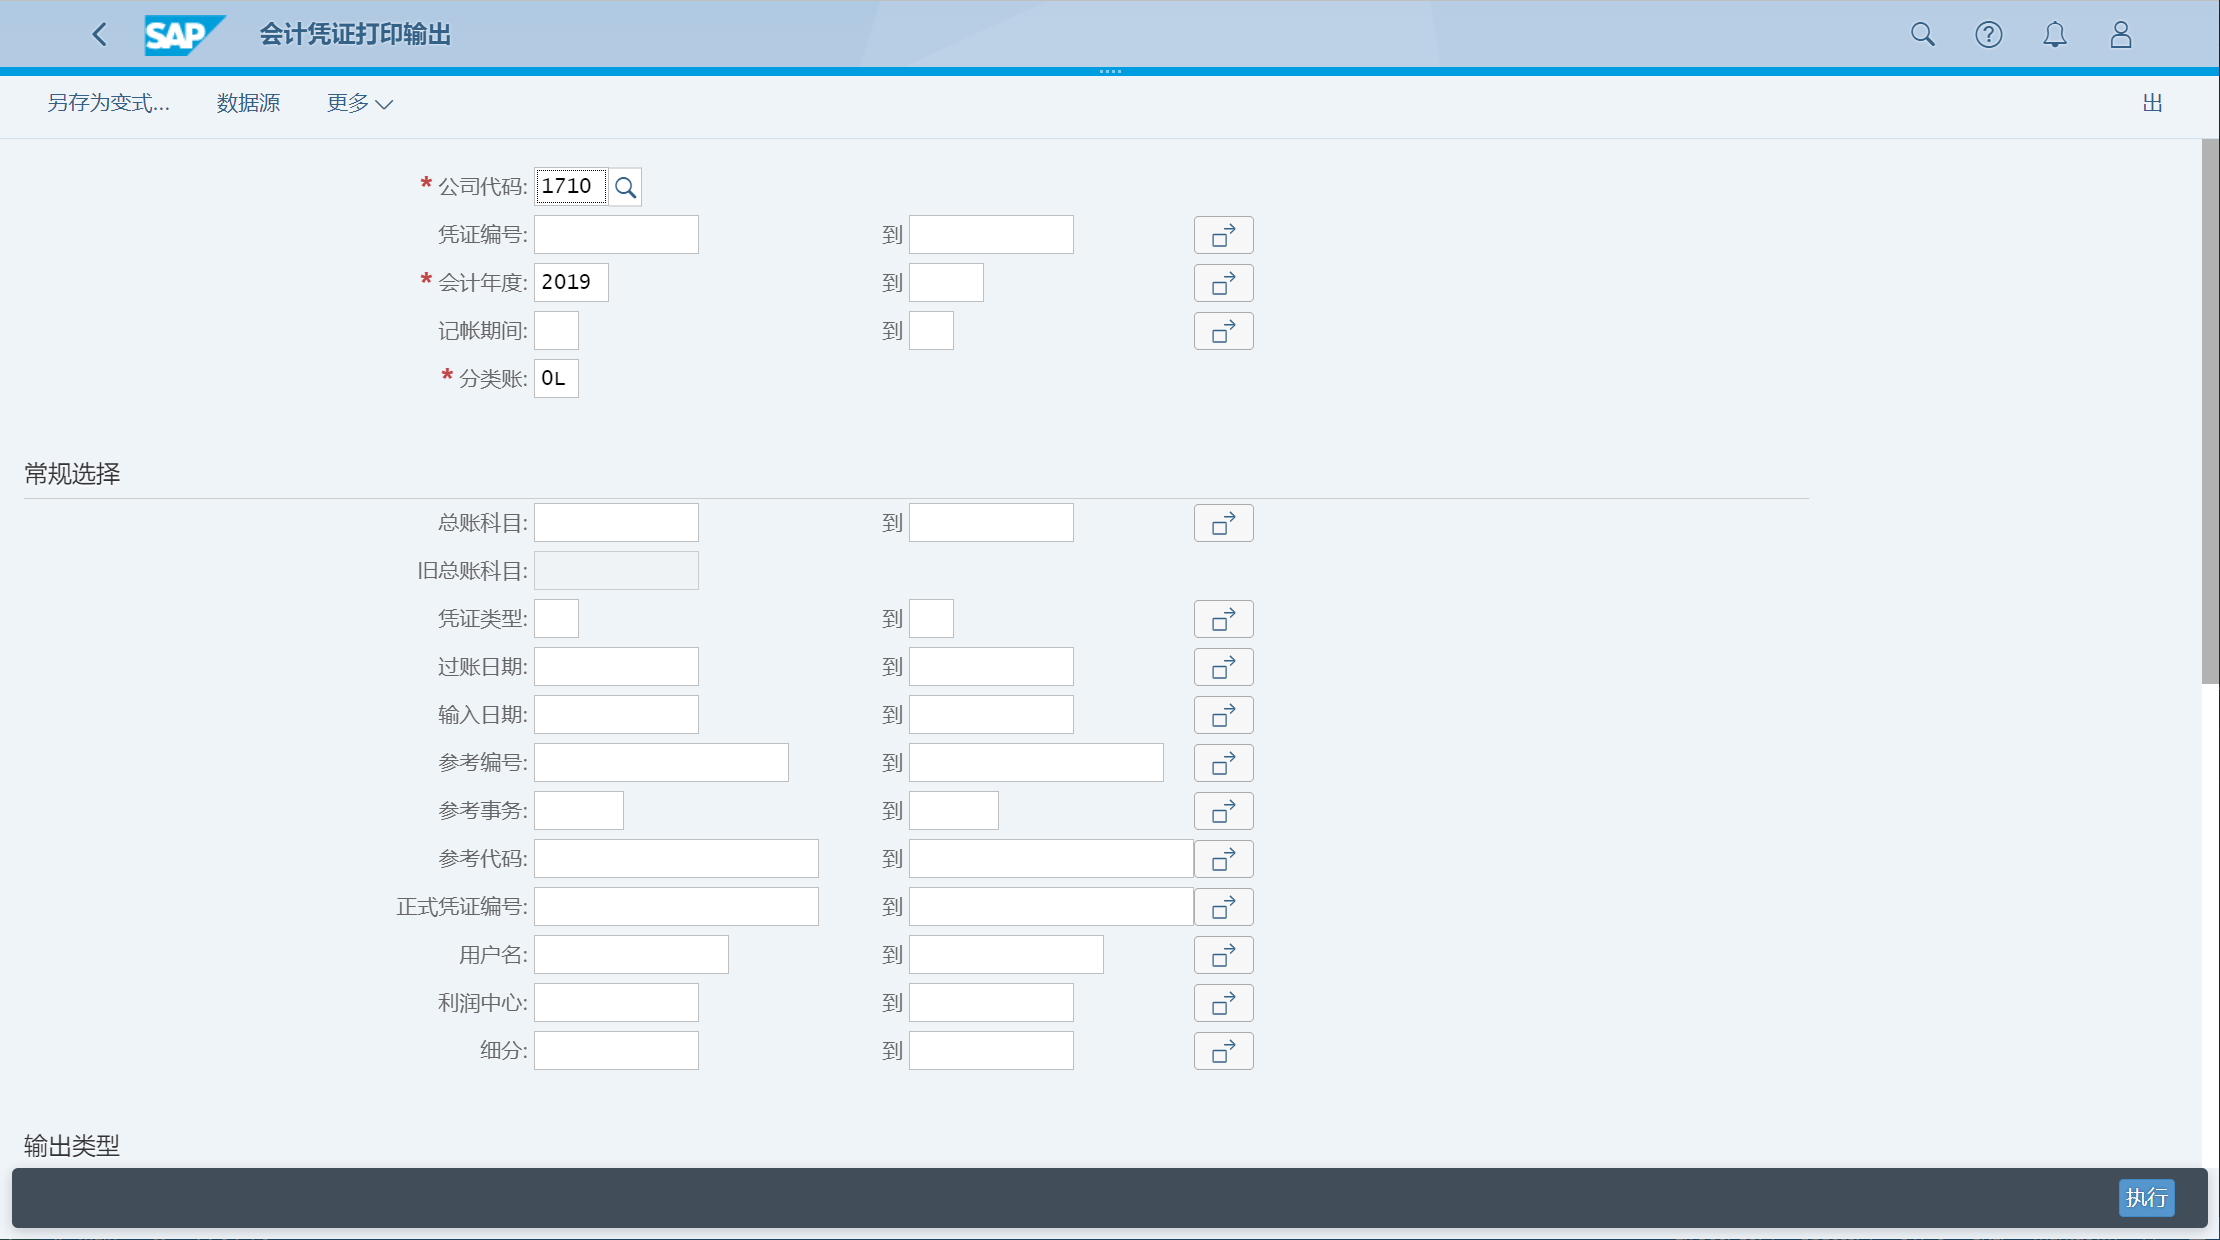 SAP 会计凭证打印输出
另存为变式... 数据源 更多 出
* 公司代码: 1710
凭证编号: 到
* 会计年度: 2019 到
记帐期间: 到
* 分类账: 0L
常规选择
总账科目: 到
旧总账科目:
凭证类型: 到
过账日期: 到
输入日期: 到
参考编号: 到
参考事务: 到
参考代码: 到
正式凭证编号: 到
用户名: 到
利润中心: 到
细分: 到
输出类型
执行